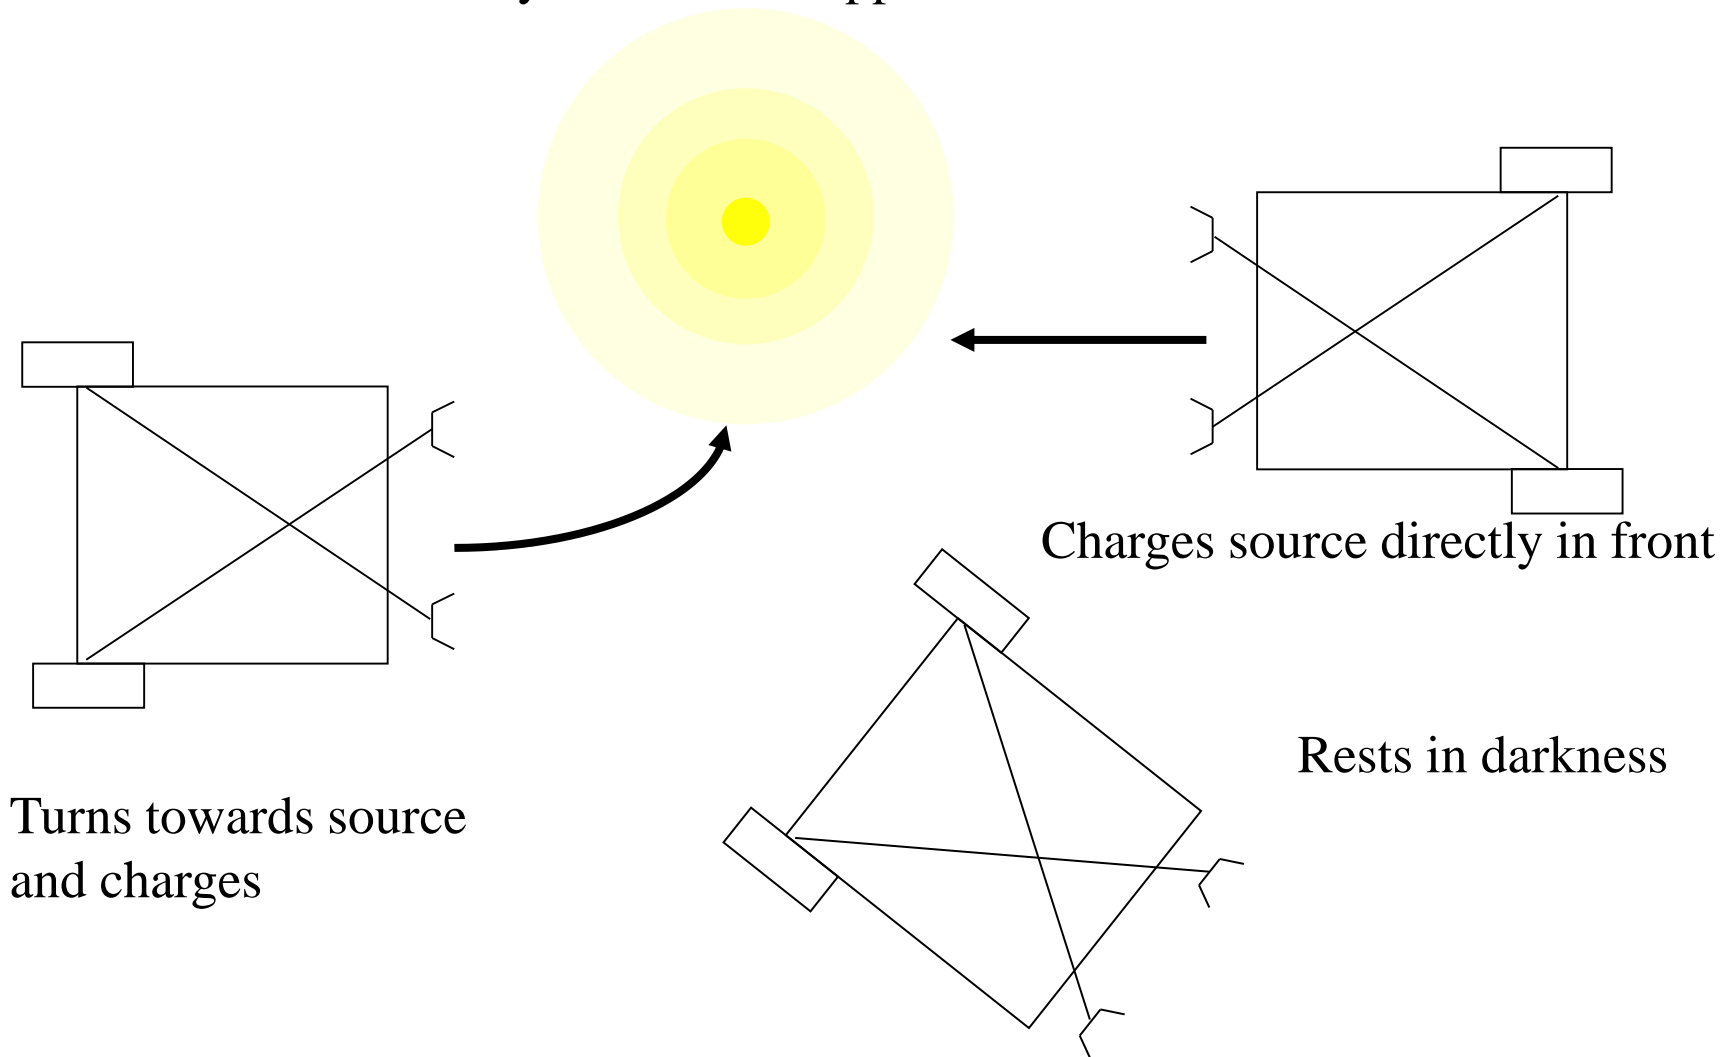 Charges source directly in front
Rests in darkness
Turns towards source
and charges